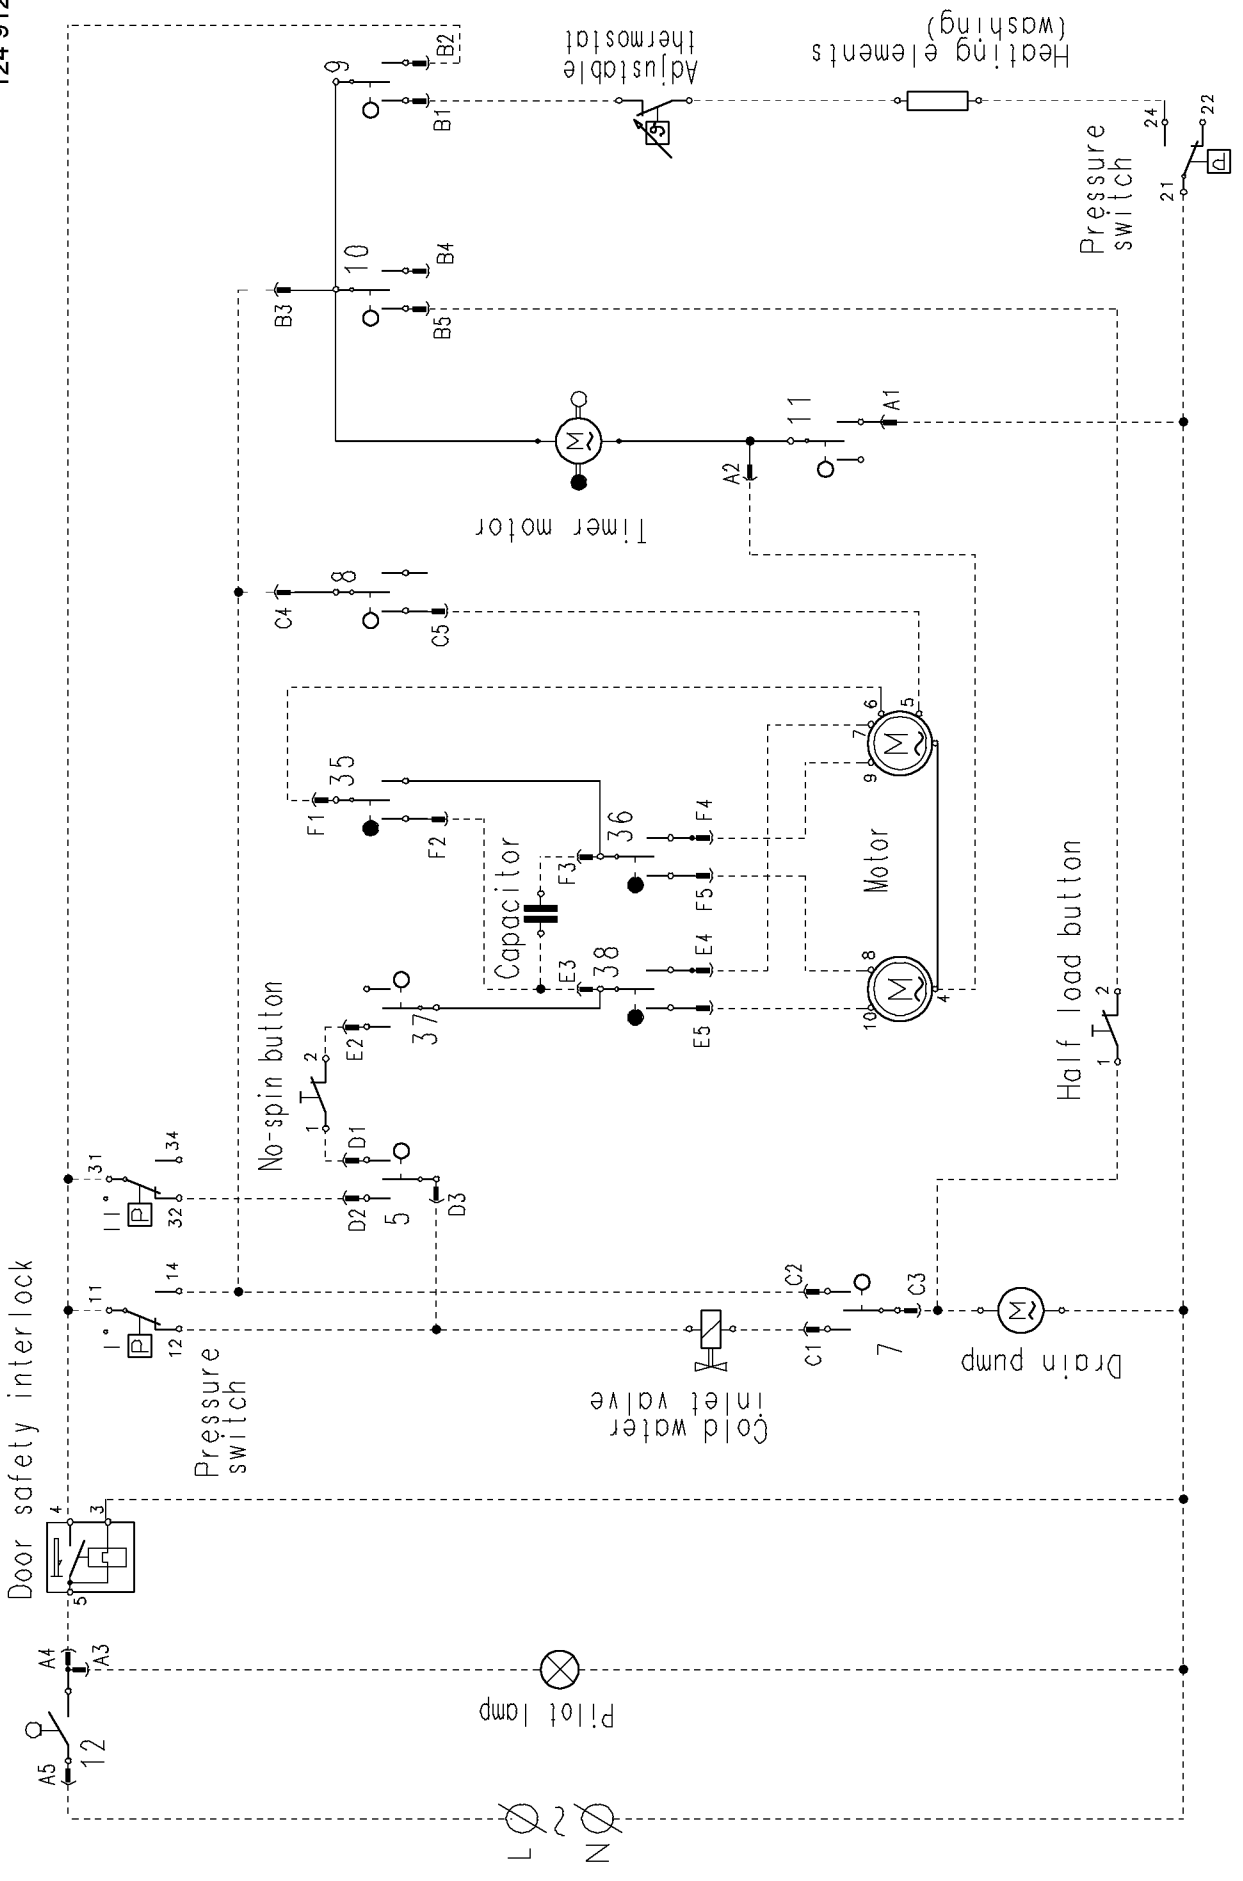 Door safety interlock
A5
12
A4
A3
5
4
3
Pressure
switch
I°
11
12
14
II°
31
32
34
No-spin button
1
2
D2
D1
5
D3
E2
37
F1
35
F2
C4
8
C5
B3
10
B5
B4
9
B1
B2
Capacitor
E3
38
F3
36
E5
E4
F5
F4
L
~
N
Pilot lamp
Cold water
inlet valve
Timer motor
A2
11
A1
Adjustable
thermostat
C1
C2
7
C3
Drain pump
M
~
10
8
4
M
~
Motor
9
7
6
5
M
~
M
~
Heating elements
(washing)
Half load button
1
2
Pressure
switch
21
24
22
P
P
P